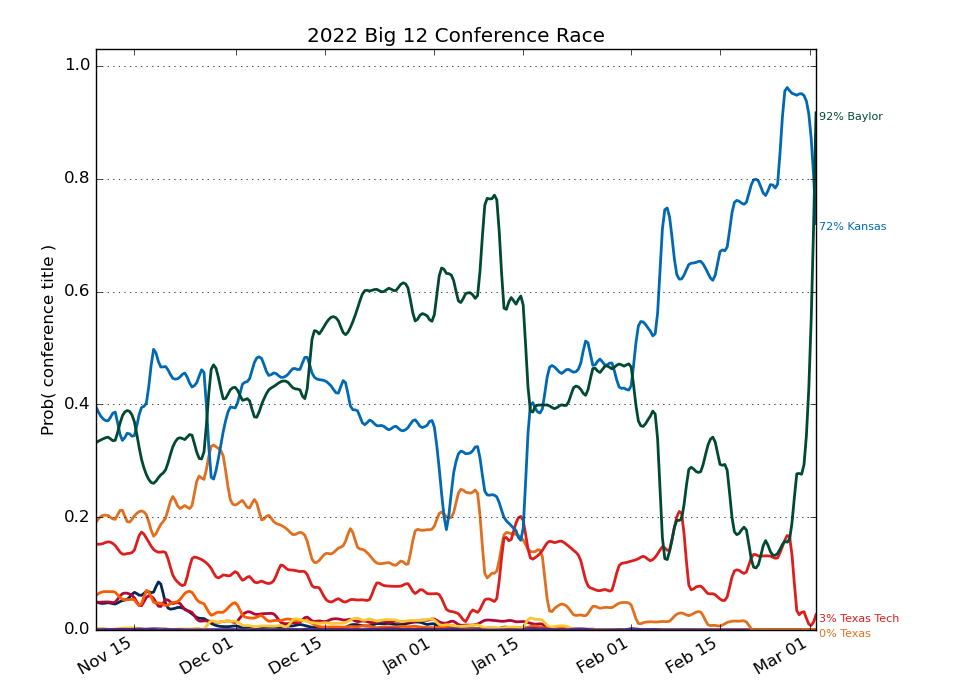 2022 Big 12 Conference Race
Prob( conference title )
1.0
0.8
0.6
0.4
0.2
0.0
92% Baylor
72% Kansas
3% Texas Tech
0% Texas
Nov 15
Dec 01
Dec 15
Jan 01
Jan 15
Feb 01
Feb 15
Mar 01